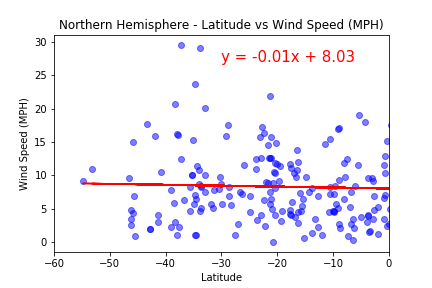 Northern Hemisphere - Latitude vs Wind Speed (MPH)
y = -0.01x + 8.03
30
25
20
15
10
5
0
Wind Speed (MPH)
−60 −50 −40 −30 −20 −10 0
Latitude